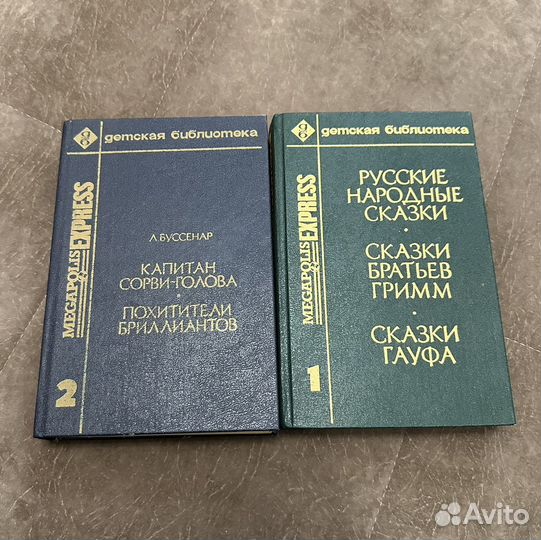 детская библиотека
MEGAPOLIS EXPRESS
2
Л. БУССЕНАР
КАПИТАН
СОРВИ-ГОЛОВА
•
ПОХИТИТЕЛИ
БРИЛЛИАНТОВ
детская библиотека
MEGAPOLIS EXPRESS
1
РУССКИЕ
НАРОДНЫЕ
СКАЗКИ
•
СКАЗКИ
БРАТЬЕВ
ГРИММ
•
СКАЗКИ
ГАУФА
Avito